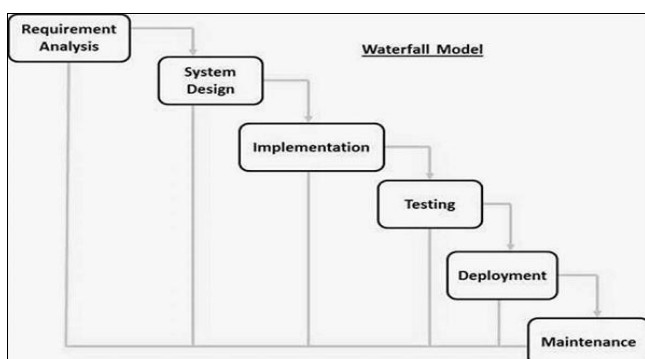 Requirement
Analysis
Waterfall Model
System
Design
Implementation
Testing
Deployment
Maintenance